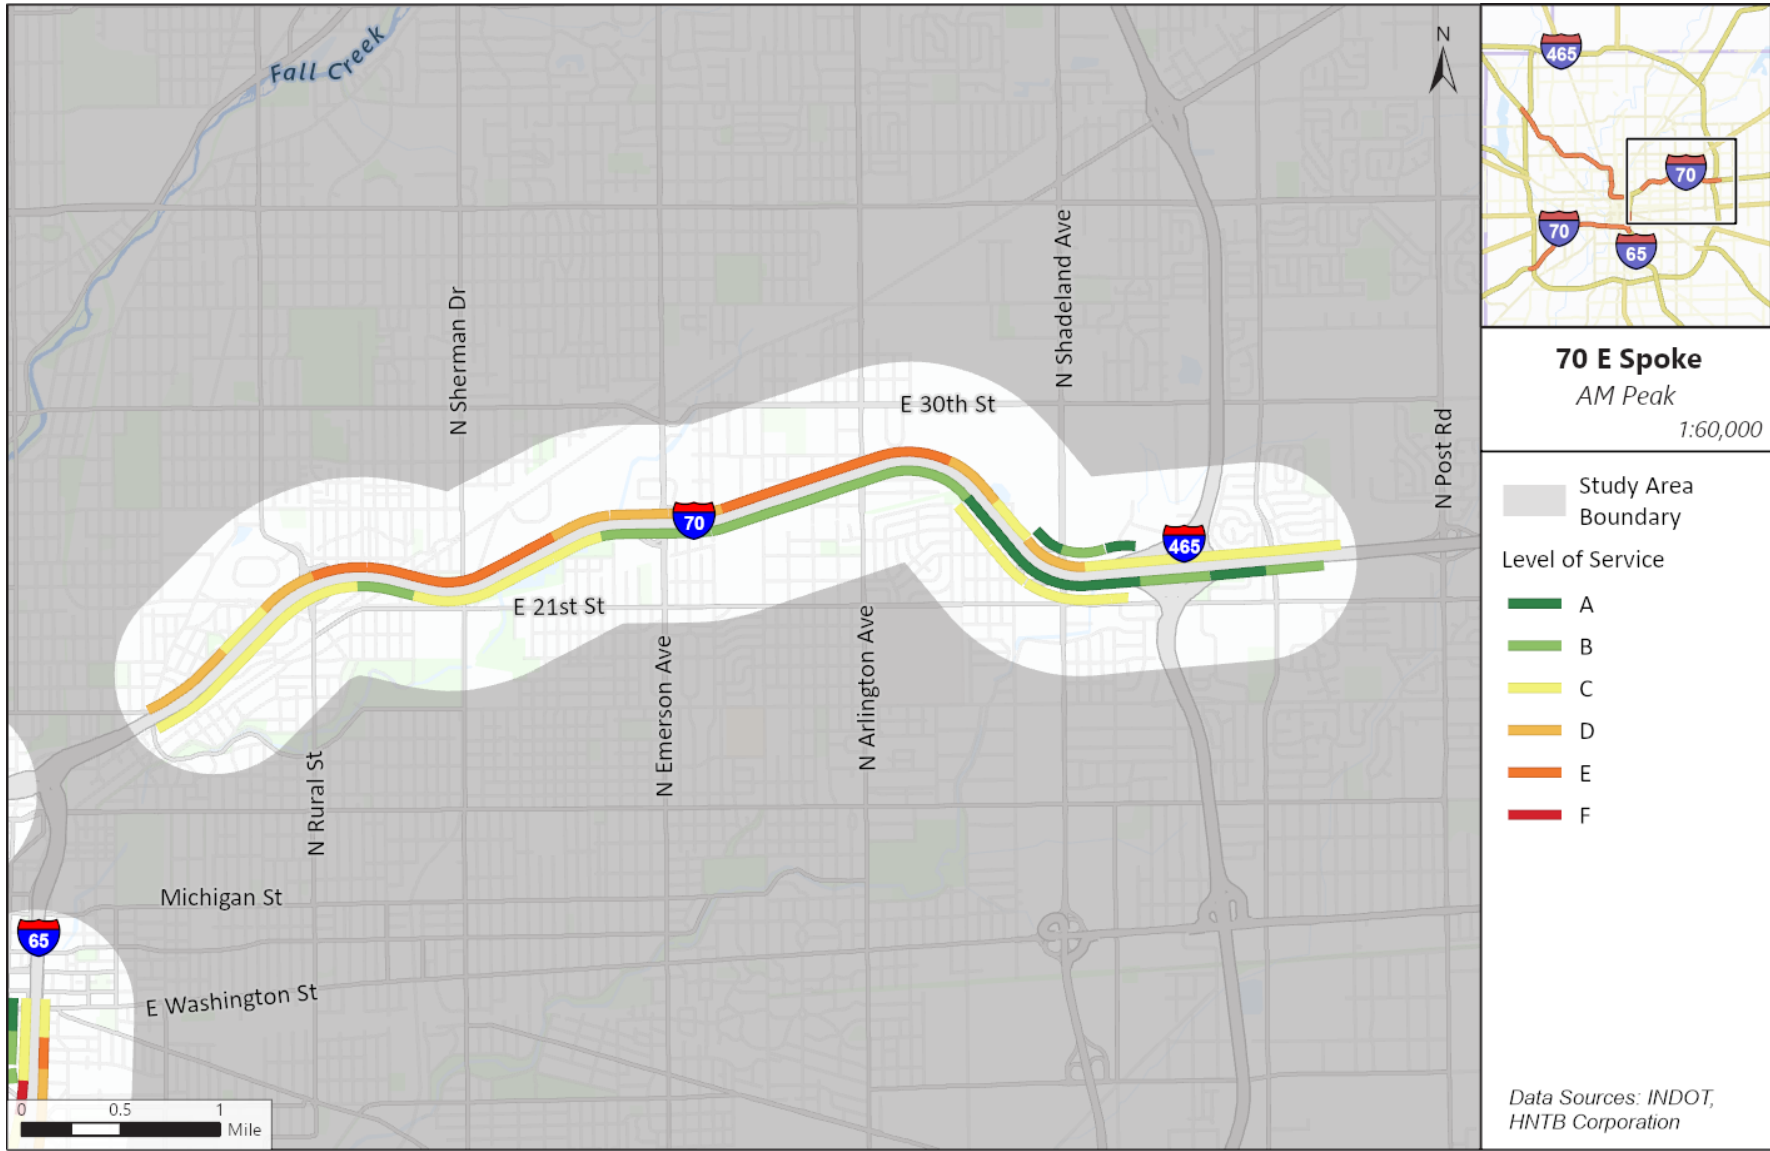 Fall Creek
N
N Sherman Dr
N Shadeland Ave
E 30th St
N Post Rd
70
465
E 21st St
N Emerson Ave
N Arlington Ave
N Rural St
Michigan St
65
E Washington St
0 0.5 1
Mile
465
70
70
65
70 E Spoke
AM Peak
1:60,000
Study Area
Boundary
Level of Service
A
B
C
D
E
F
Data Sources: INDOT,
HNTB Corporation